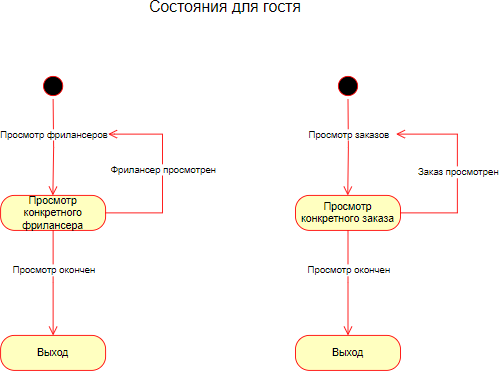 Состояния для гостя
Просмотр фрилансеров
Фрилансер просмотрен
Просмотр
конкретного
фрилансера
Просмотр окончен
Выход
Просмотр заказов
Заказ просмотрен
Просмотр
конкретного заказа
Просмотр окончен
Выход